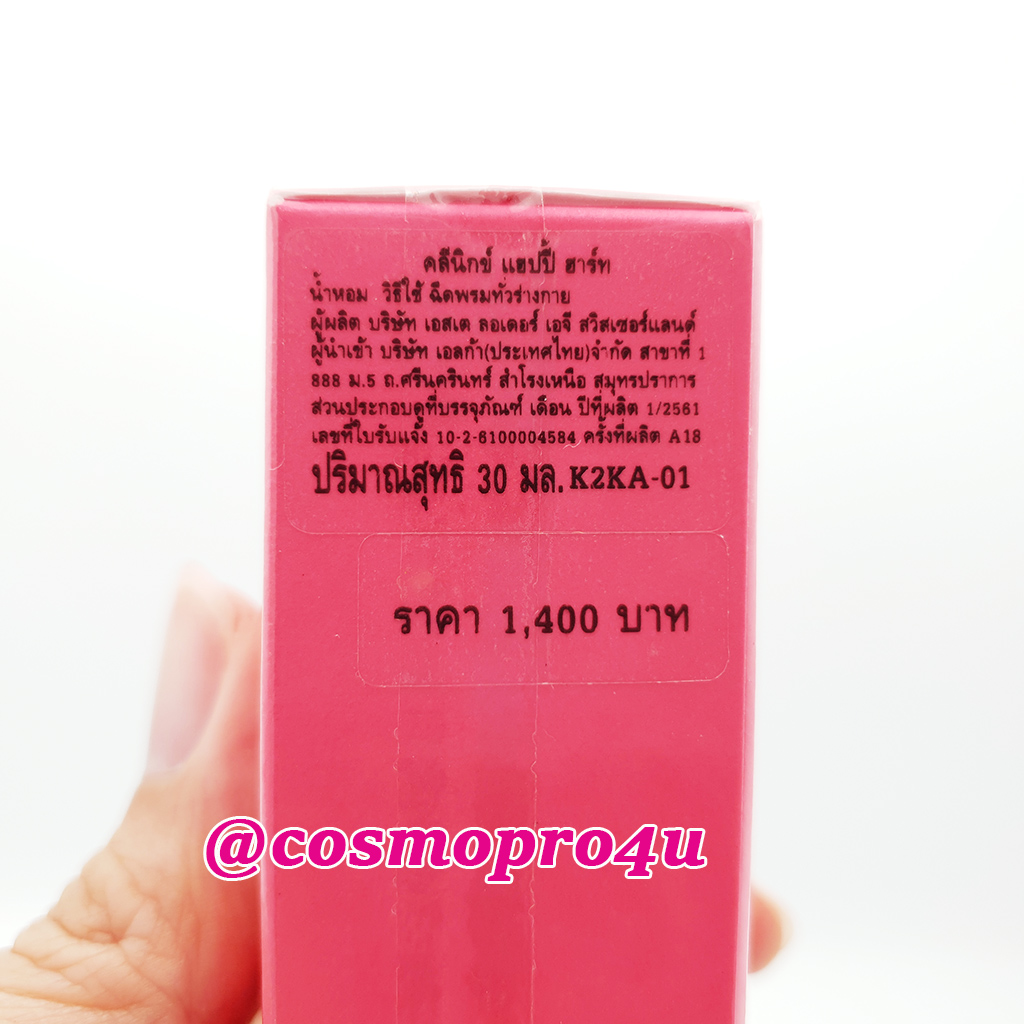 คลีนิกข์ แฮปปี้ ฮาร์ท
น้ำหอม วิธีใช้ ฉีดพรมทั่วร่างกาย
ผู้ผลิต บริษัท เอสเต ลอเดอร์ เอจี สวิสเซอร์แลนด์
ผู้นำเข้า บริษัท เอลก้า(ประเทศไทย)จำกัด สาขาที่ 1
888 ม.5 ถ.ศรีนครินทร์ สำโรงเหนือ สมุทรปราการ
ส่วนประกอบดูที่บรรจุภัณฑ์ เดือน ปีที่ผลิต 1/2561
เลขที่ใบรับแจ้ง 10-2-6100004584 ครั้งที่ผลิต A18
ปริมาณสุทธิ 30 มล. K2KA-01
ราคา 1,400 บาท
@cosmopro4u